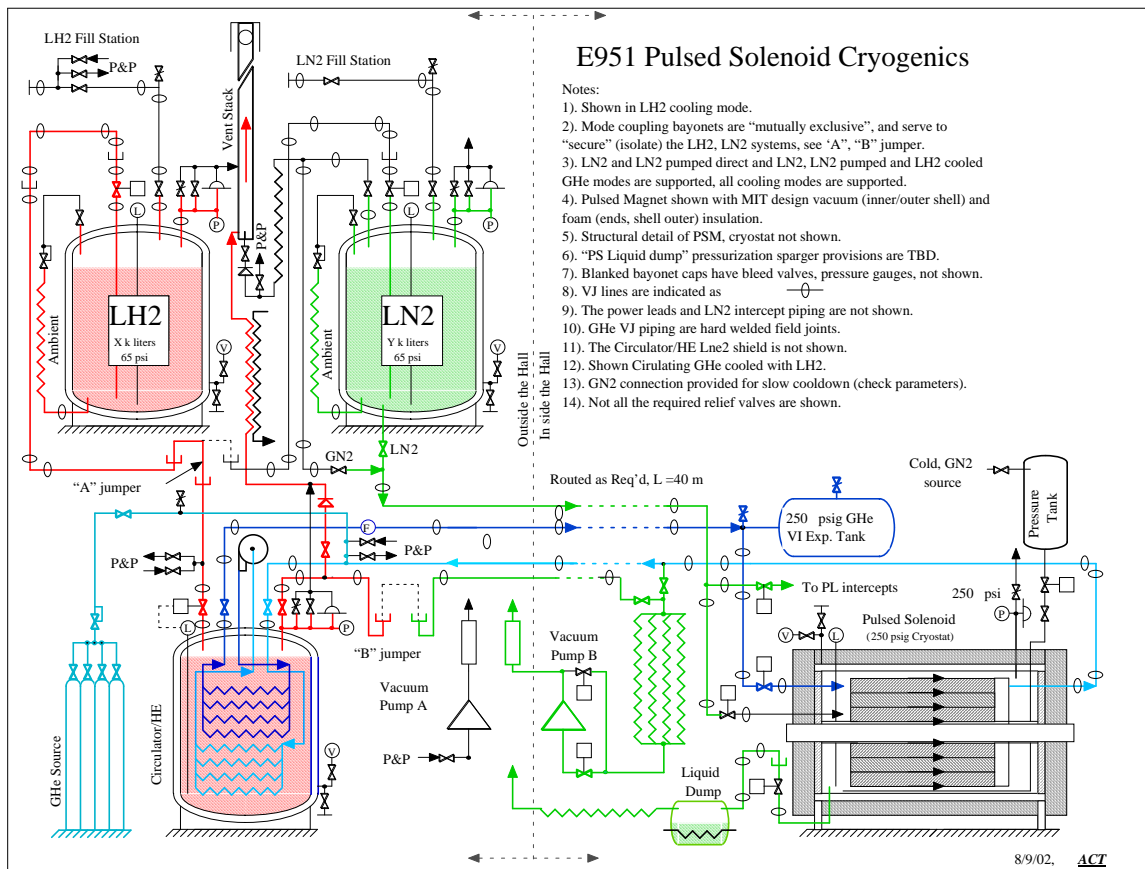 E951 Pulsed Solenoid Cryogenics
Notes:
1). Shown in LH2 cooling mode.
2). Mode coupling bayonets are “mutually exclusive”, and serve to
“secure” (isolate) the LH2, LN2 systems, see ‘A”, “B” jumper.
3). LN2 and LN2 pumped direct and LN2, LN2 pumped and LH2 cooled
GHe modes are supported, all cooling modes are supported.
4). Pulsed Magnet shown with MIT design vacuum (inner/outer shell) and
foam (ends, shell outer) insulation.
5). Structural detail of PSM, cryostat not shown.
6). “PS Liquid dump” pressurization sparger provisions are TBD.
7). Blanked bayonet caps have bleed valves, pressure gauges, not shown.
8). VJ lines are indicated as
9). The power leads and LN2 intercept piping are not shown.
10). GHe VJ piping are hard welded field joints.
11). The Circulator/HE Lne2 shield is not shown.
12). Shown Cirulating GHe cooled with LH2.
13). GN2 connection provided for slow cooldown (check parameters).
14). Not all the required relief valves are shown.
LH2 Fill Station
P&P
Vent Stack
LN2 Fill Station
L
P
P&P
L
P
LH2
X k liters
65 psi
Ambient
V
LN2
Y k liters
65 psi
Ambient
V
Outside the Hall
In side the Hall
GN2
LN2
“A” jumper
Routed as Req’d, L =40 m
Cold, GN2
source
Pressure
Tank
250 psig GHe
VI Exp. Tank
F
P&P
P&P
To PL intercepts
250 psi
P
L
P
“B” jumper
Vacuum
Pump A
P&P
Vacuum
Pump B
V
L
Pulsed Solenoid
(250 psig Cryostat)
GHe Source
Circulator/HE
V
Liquid
Dump
8/9/02, ACT